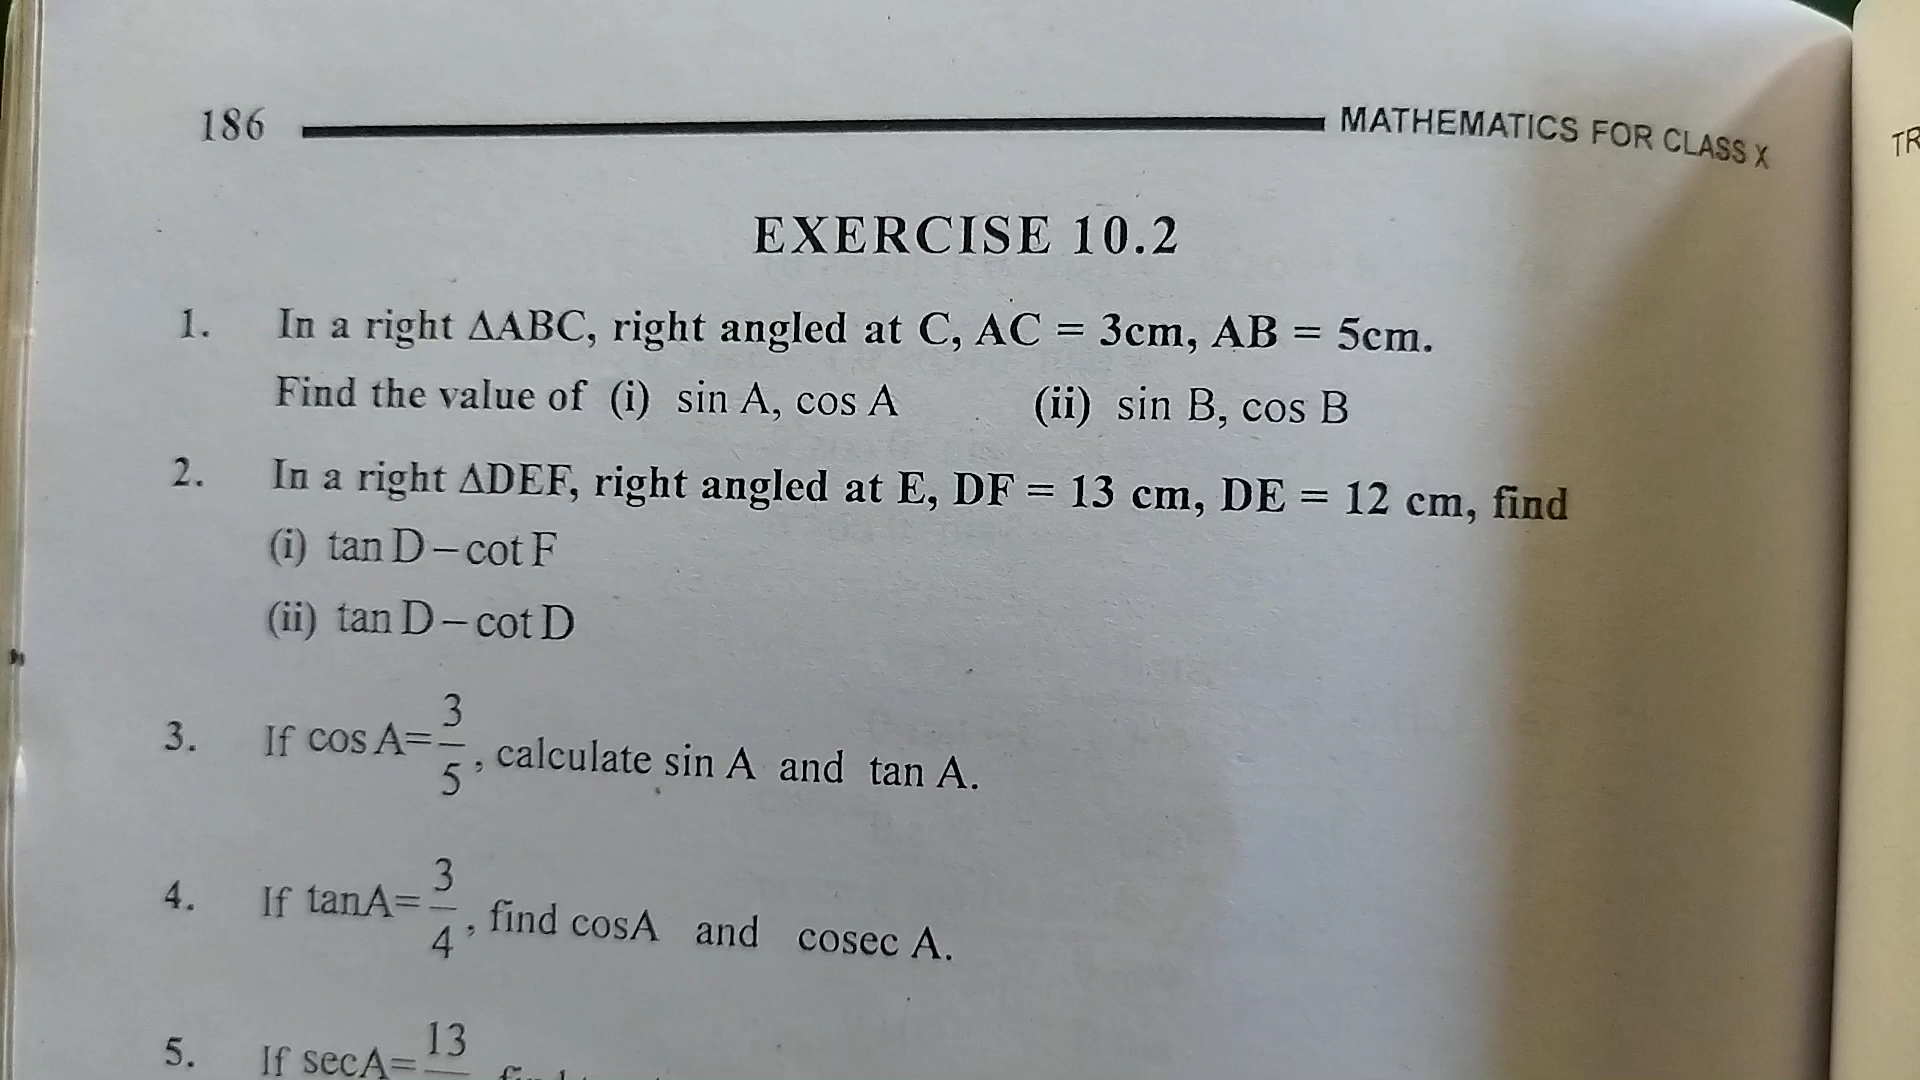 186 MATHEMATICS FOR CLASS X
TR
EXERCISE 10.2
1. In a right ΔABC, right angled at C, AC = 3cm, AB = 5cm.
Find the value of (i) sin A, cos A (ii) sin B, cos B
2. In a right ΔDEF, right angled at E, DF = 13 cm, DE = 12 cm, find
(i) tan D – cot F
(ii) tan D – cot D
3. If cos A= 3/5, calculate sin A and tan A.
4. If tanA= 3/4, find cosA and cosec A.
5. If secA= 13